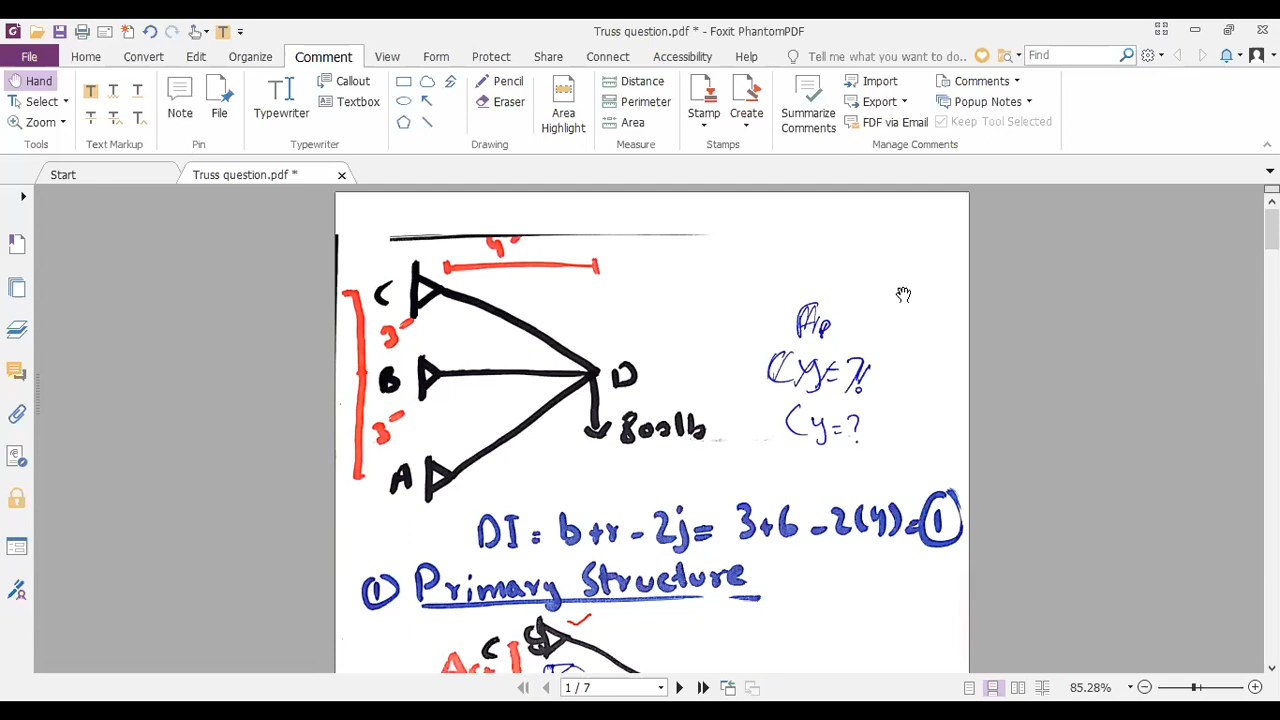 Truss question.pdf * - Foxit PhantomPDF
File Home Convert Edit Organize Comment View Form Protect Share Connect Accessibility Help Tell me what you want to do... Find
Hand Select Zoom Tools
T T T T T T Text Markup
Note File Pin
Typewriter Callout Textbox Typewriter
Pencil Eraser Area Highlight Drawing
Distance Perimeter Area Measure
Stamp Create Stamps
Summarize Comments Import Export FDF via Email Comments Popup Notes Keep Tool Selected Manage Comments
Start Truss question.pdf *
4'
C
3'
B
D
3'
800lb
A
Cy=?
DI = b+r-2j= 3+6-2(4)=1
① Primary Structure
C
1 / 7
85.28%